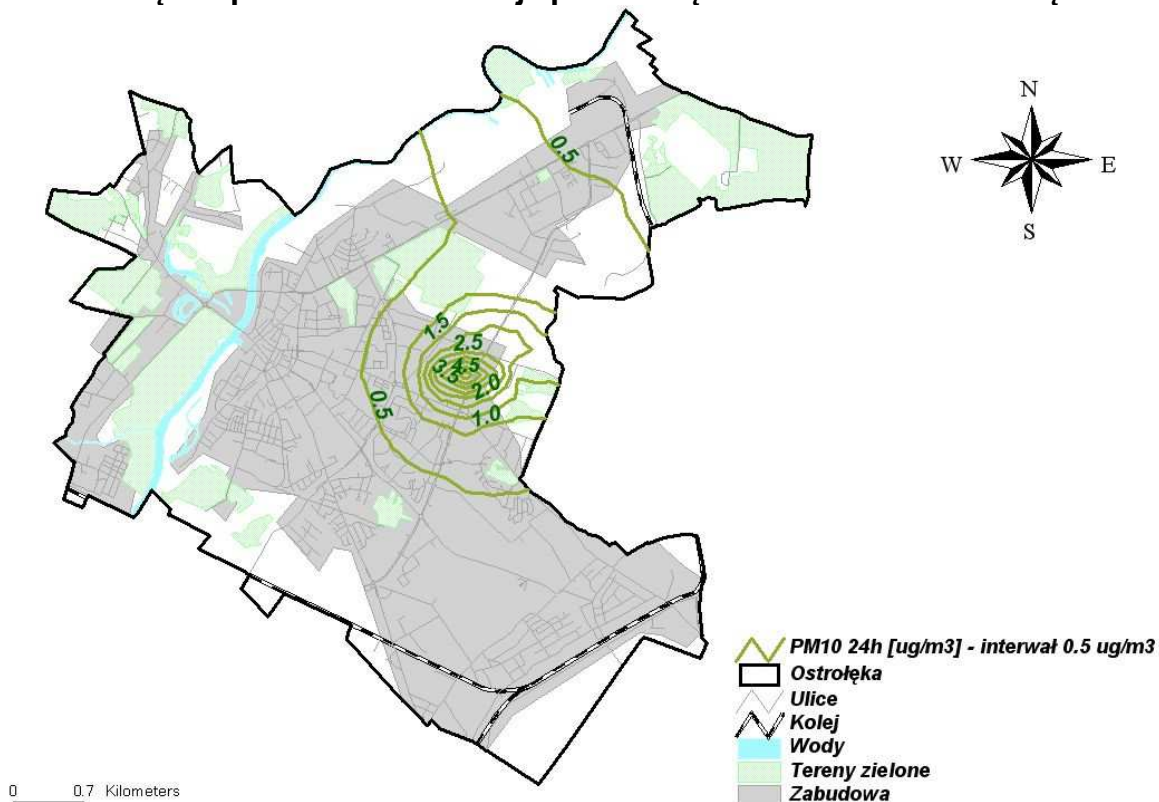 N
W
E
S
0.5
1.5
2.5
3.5
4.5
2.0
0.5
1.0
PM10 24h [ug/m3] - interwał 0.5 ug/m3
Ostrołęka
Ulice
Kolej
Wody
Tereny zielone
Zabudowa
0 0.7 Kilometers